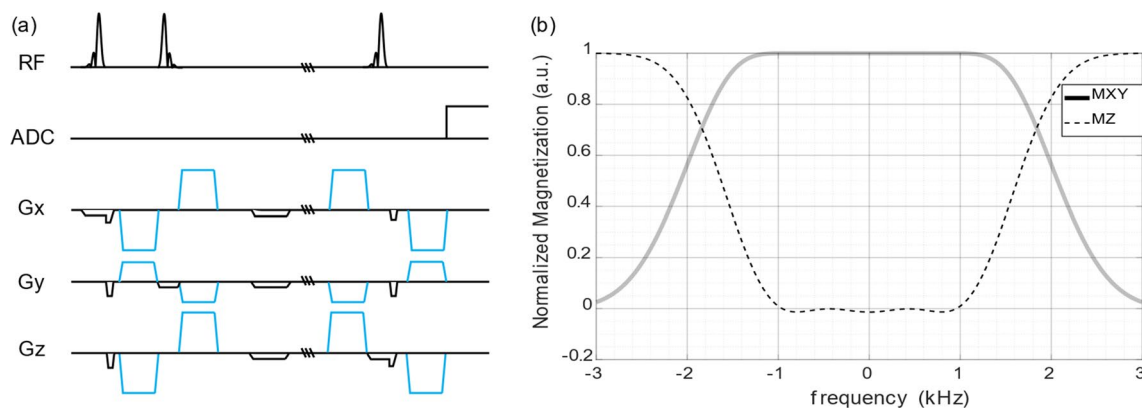 (a)
RF
ADC
Gx
Gy
Gz
(b)
Normalized Magnetization (a.u.)
1
0.8
0.6
0.4
0.2
0
-0.2
-3
-2
-1
0
1
2
3
frequency (kHz)
MXY
MZ